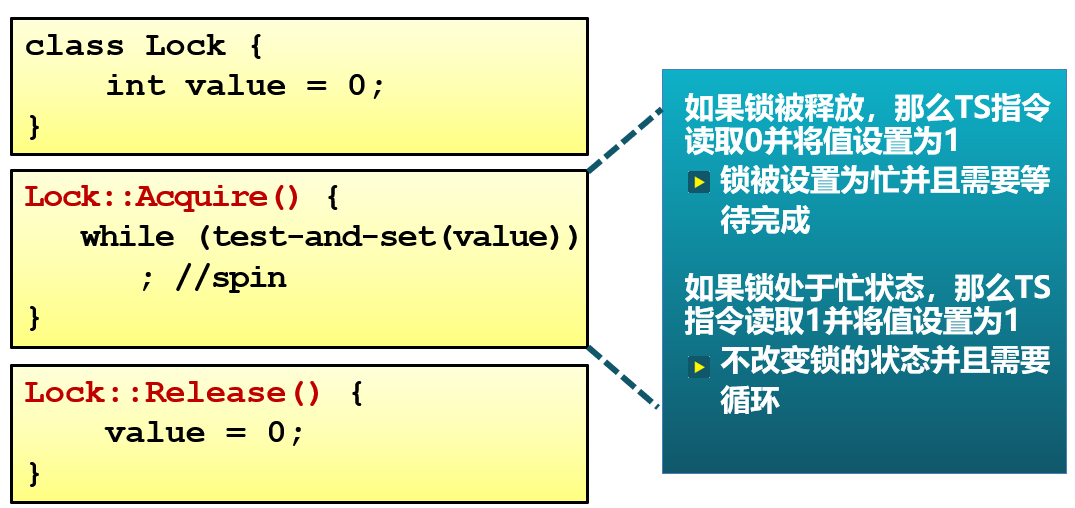 class Lock {
    int value = 0;
}
Lock::Acquire() {
   while (test-and-set(value))
      ; //spin
}
Lock::Release() {
    value = 0;
}
如果锁被释放，那么TS指令
读取0并将值设置为1
锁被设置为忙并且需要等
待完成
如果锁处于忙状态，那么TS
指令读取1并将值设置为1
不改变锁的状态并且需要
循环